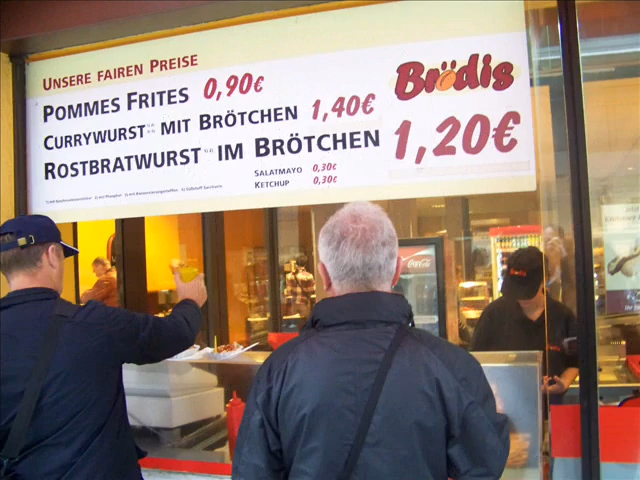 UNSERE FAIREN PREISE
Brödis
POMMES FRITES 0,90€
CURRYWURST MIT BRÖTCHEN 1,40€
ROSTBRATWURST IM BRÖTCHEN 1,20€
SALATMAYO 0,30€
KETCHUP 0,30€
Coca-Cola